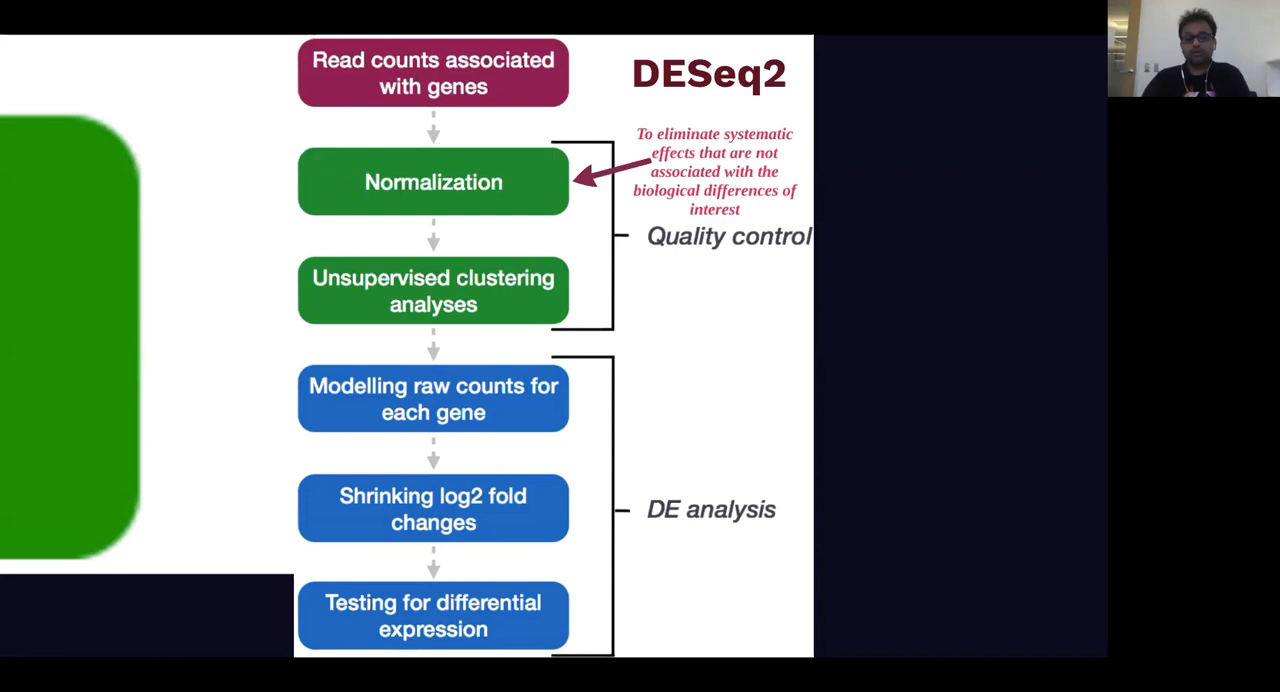 Read counts associated
with genes
DESeq2
To eliminate systematic
effects that are not
associated with the
biological differences of
interest
Normalization
Quality control
Unsupervised clustering
analyses
Modelling raw counts for
each gene
Shrinking log2 fold
changes
DE analysis
Testing for differential
expression